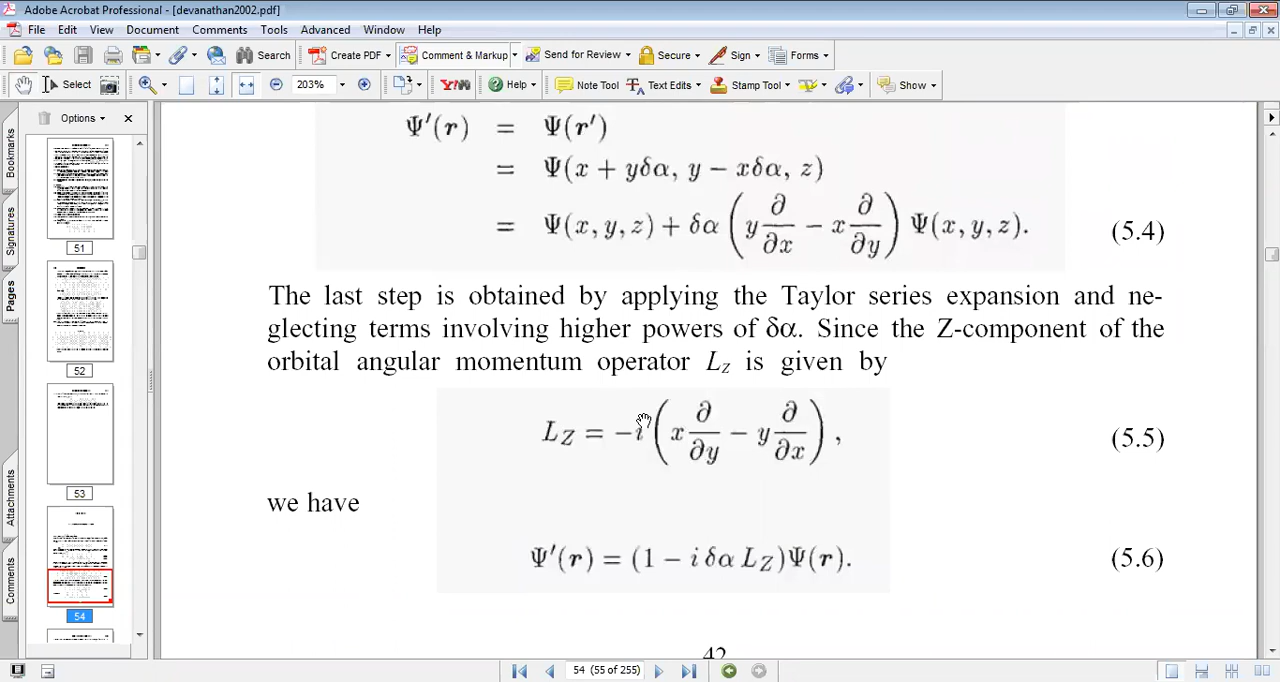 Adobe Acrobat Professional - [devanathan2002.pdf]
File Edit View Document Comments Tools Advanced Window Help
Search Create PDF Comment & Markup Send for Review Secure Sign Forms
Select 203% Y! Help Note Tool Text Edits Stamp Tool Show
Options
Bookmarks
Signatures
Pages
Attachments
Comments
51
52
53
54
Ψ′(r) = Ψ(r′)
= Ψ(x + yδα, y − xδα, z)
= Ψ(x, y, z) + δα (y ∂/∂x − x ∂/∂y) Ψ(x, y, z). (5.4)
The last step is obtained by applying the Taylor series expansion and ne-
glecting terms involving higher powers of δα. Since the Z-component of the
orbital angular momentum operator LZ is given by
LZ = −i (x ∂/∂y − y ∂/∂x) , (5.5)
we have
Ψ′(r) = (1 − i δα LZ)Ψ(r). (5.6)
42
54 (55 of 255)